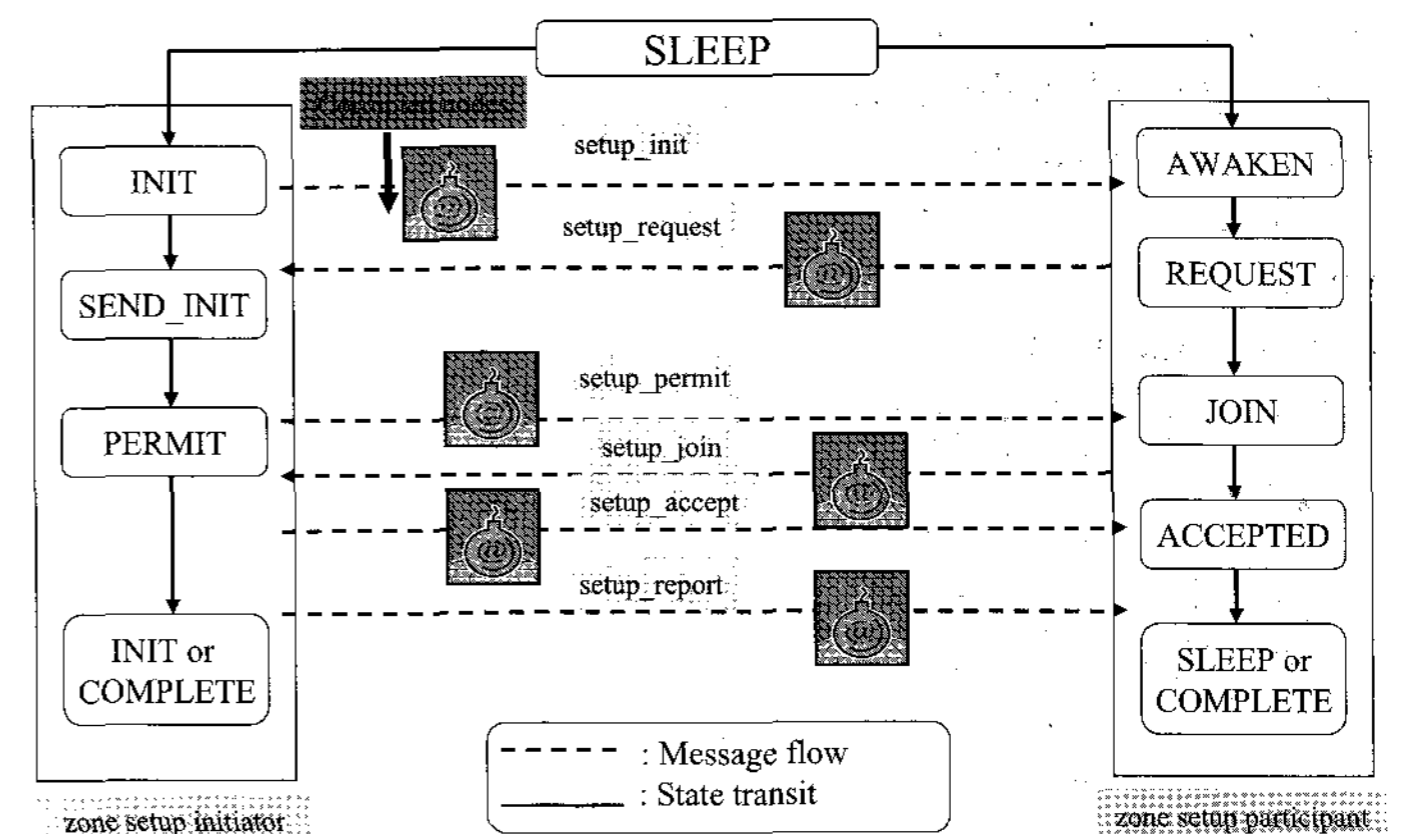 SLEEP
INIT
setup_init
AWAKEN
setup_request
REQUEST
SEND_INIT
setup_permit
PERMIT
JOIN
setup_join
setup_accept
ACCEPTED
setup_report
INIT or
COMPLETE
SLEEP or
COMPLETE
: Message flow
: State transit
zone setup initiator
zone setup participant